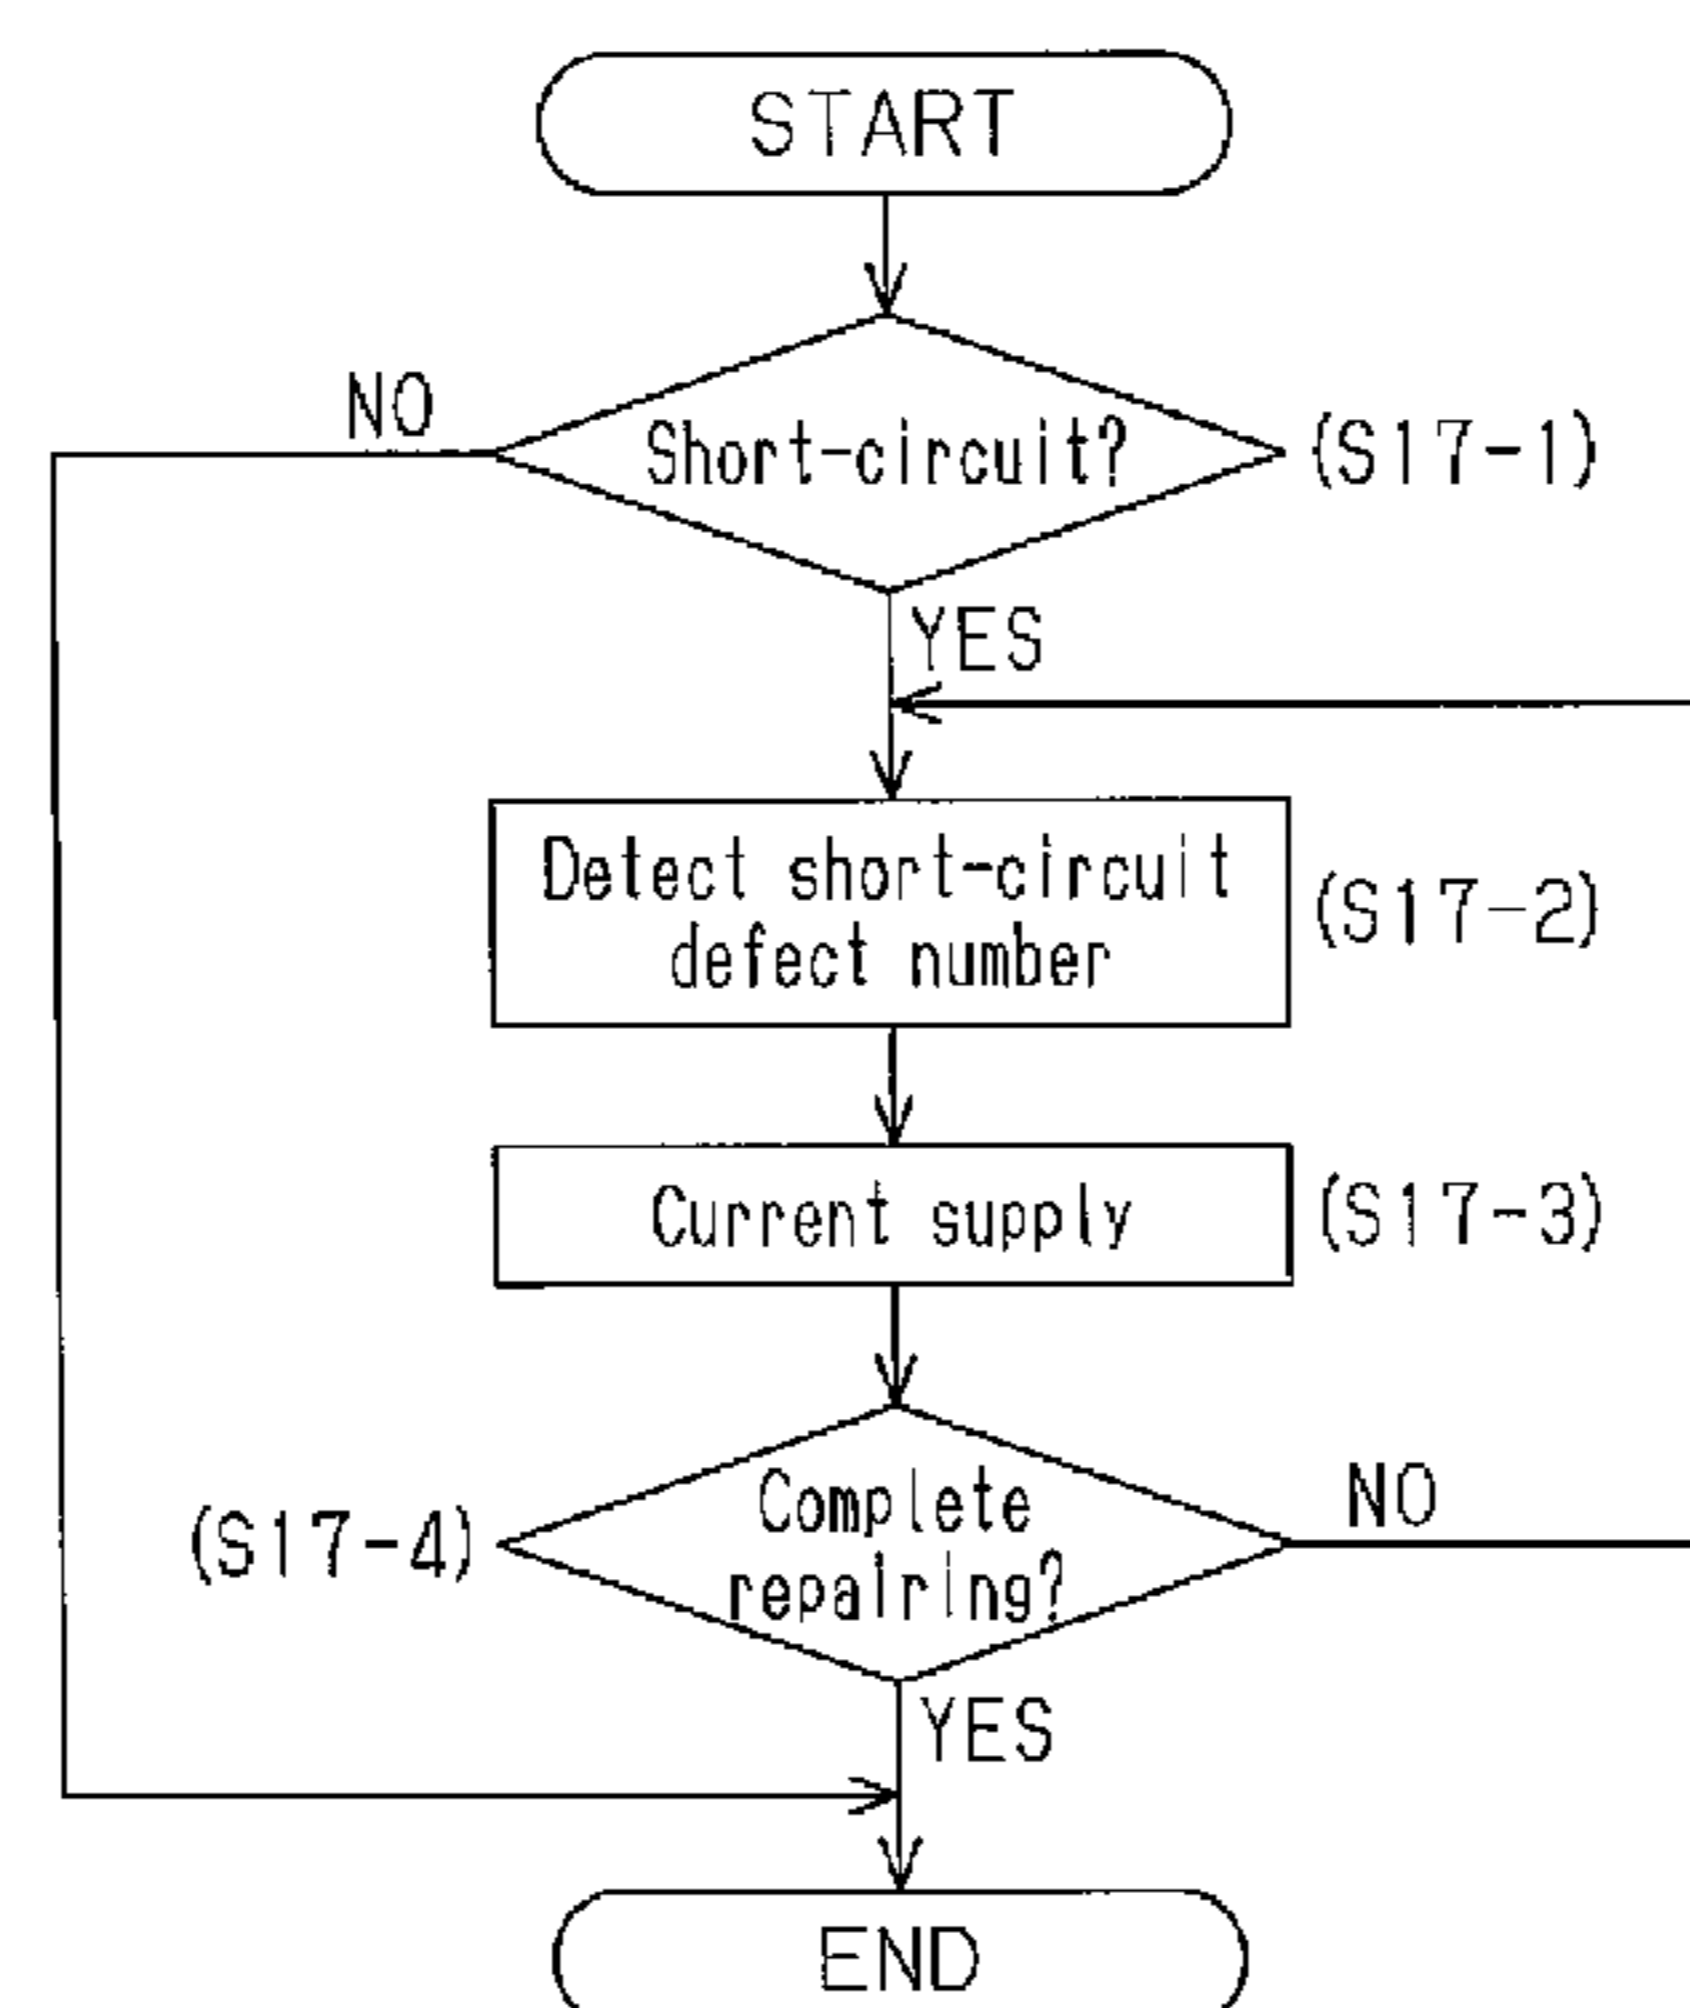 START
NO
Short-circuit?
(S17-1)
YES
Detect short-circuit
defect number
(S17-2)
Current supply
(S17-3)
Complete
repairing?
(S17-4)
NO
YES
END